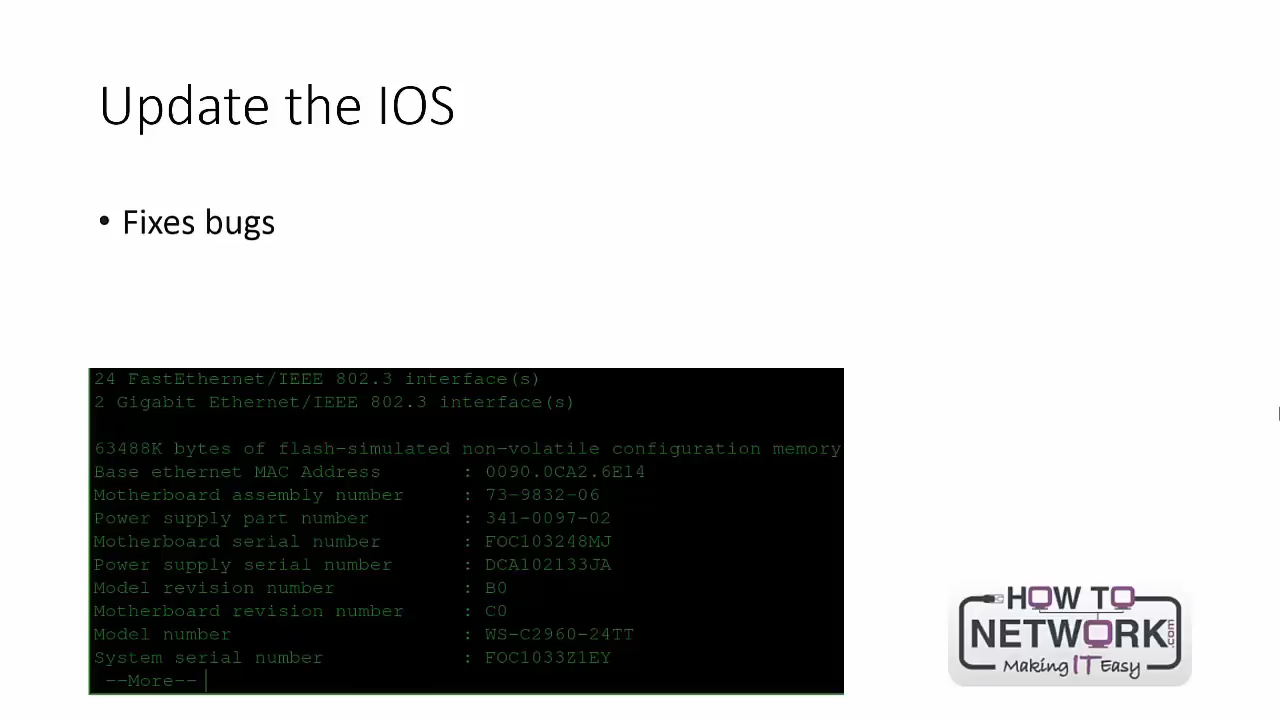 Update the IOS
• Fixes bugs
24 FastEthernet/IEEE 802.3 interface(s)
2 Gigabit Ethernet/IEEE 802.3 interface(s)
63488K bytes of flash-simulated non-volatile configuration memory
Base ethernet MAC Address : 0090.0CA2.6E14
Motherboard assembly number : 73-9832-06
Power supply part number : 341-0097-02
Motherboard serial number : FOC103248MJ
Power supply serial number : DCA102133JA
Model revision number : B0
Motherboard revision number : C0
Model number : WS-C2960-24TT
System serial number : FOC1033Z1EY
--More--
HOW TO
NETWORK.com
Making IT Easy